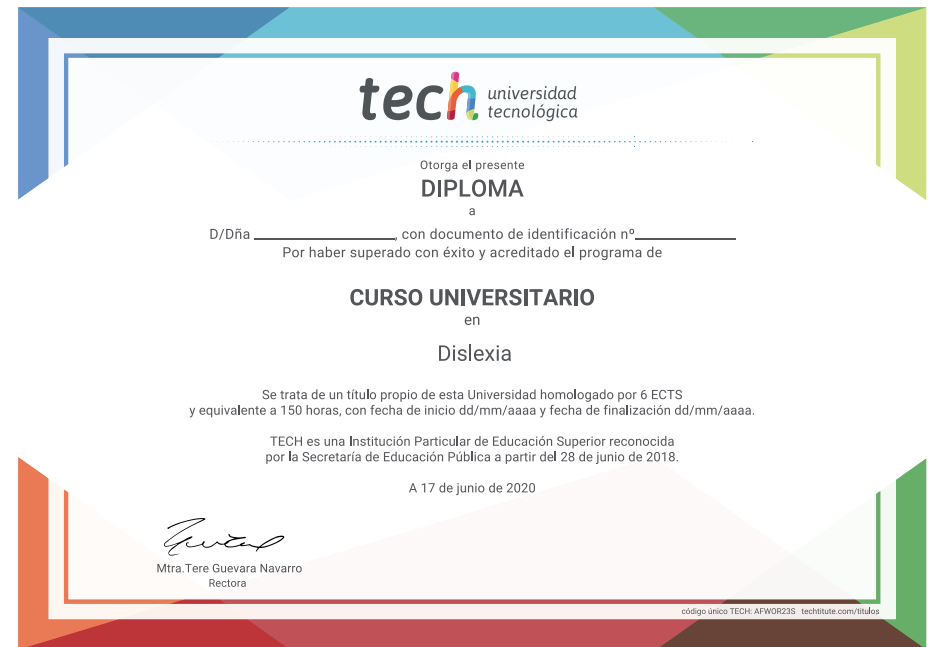 tech universidad
tecnológica
Otorga el presente
DIPLOMA
a
D/Dña ____________________, con documento de identificación nº______________
Por haber superado con éxito y acreditado el programa de
CURSO UNIVERSITARIO
en
Dislexia
Se trata de un título propio de esta Universidad homologado por 6 ECTS
y equivalente a 150 horas, con fecha de inicio dd/mm/aaaa y fecha de finalización dd/mm/aaaa.
TECH es una Institución Particular de Educación Superior reconocida
por la Secretaría de Educación Pública a partir del 28 de junio de 2018.
A 17 de junio de 2020
Mtra.Tere Guevara Navarro
Rectora
código único TECH: AFWOR23S techtitute.com/titulos